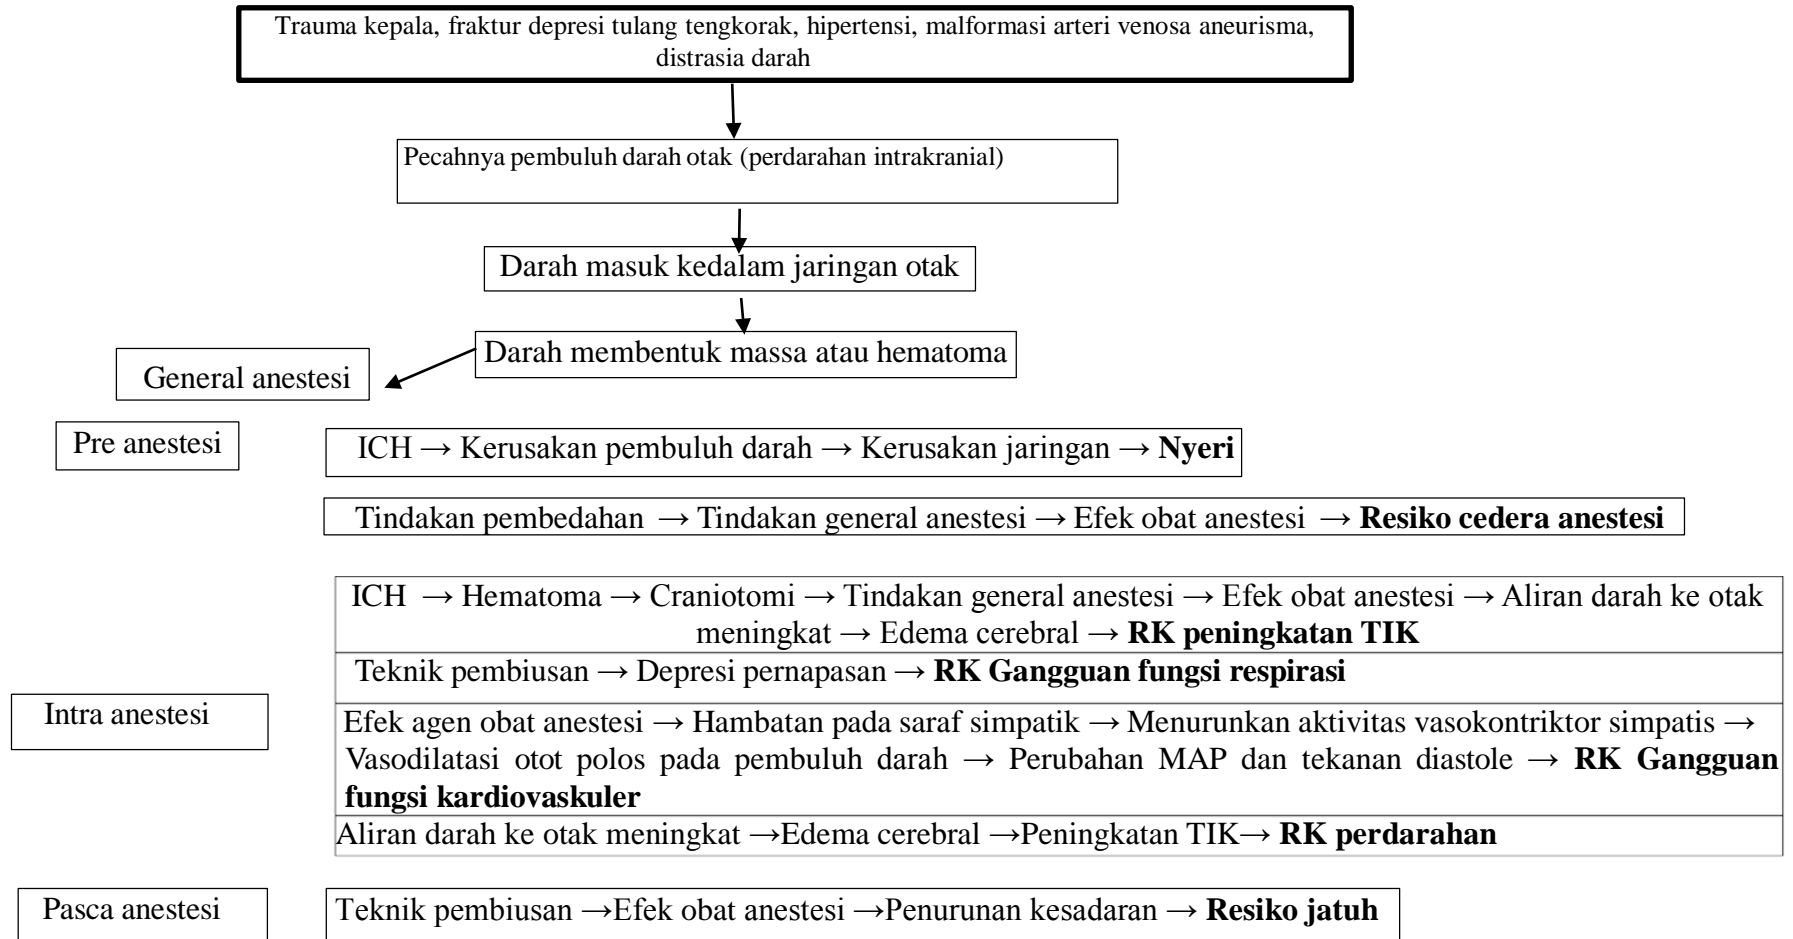 Trauma kepala, fraktur depresi tulang tengkorak, hipertensi, malformasi arteri venosa aneurisma,
distrasia darah
Pecahnya pembuluh darah otak (perdarahan intrakranial)
Darah masuk kedalam jaringan otak
Darah membentuk massa atau hematoma
General anestesi
Pre anestesi
ICH → Kerusakan pembuluh darah → Kerusakan jaringan → Nyeri
Tindakan pembedahan → Tindakan general anestesi → Efek obat anestesi → Resiko cedera anestesi
ICH → Hematoma → Craniotomi → Tindakan general anestesi → Efek obat anestesi → Aliran darah ke otak
meningkat → Edema cerebral → RK peningkatan TIK
Teknik pembiusan → Depresi pernapasan → RK Gangguan fungsi respirasi
Intra anestesi
Efek agen obat anestesi → Hambatan pada saraf simpatik → Menurunkan aktivitas vasokontriktor simpatis →
Vasodilatasi otot polos pada pembuluh darah → Perubahan MAP dan tekanan diastole → RK Gangguan
fungsi kardiovaskuler
Aliran darah ke otak meningkat →Edema cerebral →Peningkatan TIK→ RK perdarahan
Pasca anestesi
Teknik pembiusan →Efek obat anestesi →Penurunan kesadaran → Resiko jatuh